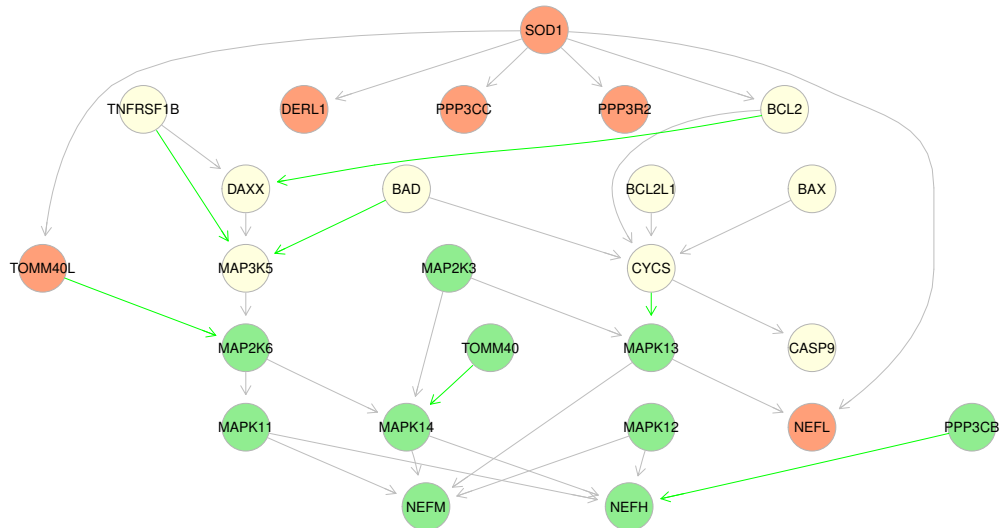 SOD1
TNFRSF1B
DERL1
PPP3CC
PPP3R2
BCL2
DAXX
BAD
BCL2L1
BAX
TOMM40L
MAP3K5
MAP2K3
CYCS
MAP2K6
TOMM40
MAPK13
CASP9
MAPK11
MAPK14
MAPK12
NEFL
PPP3CB
NEFM
NEFH